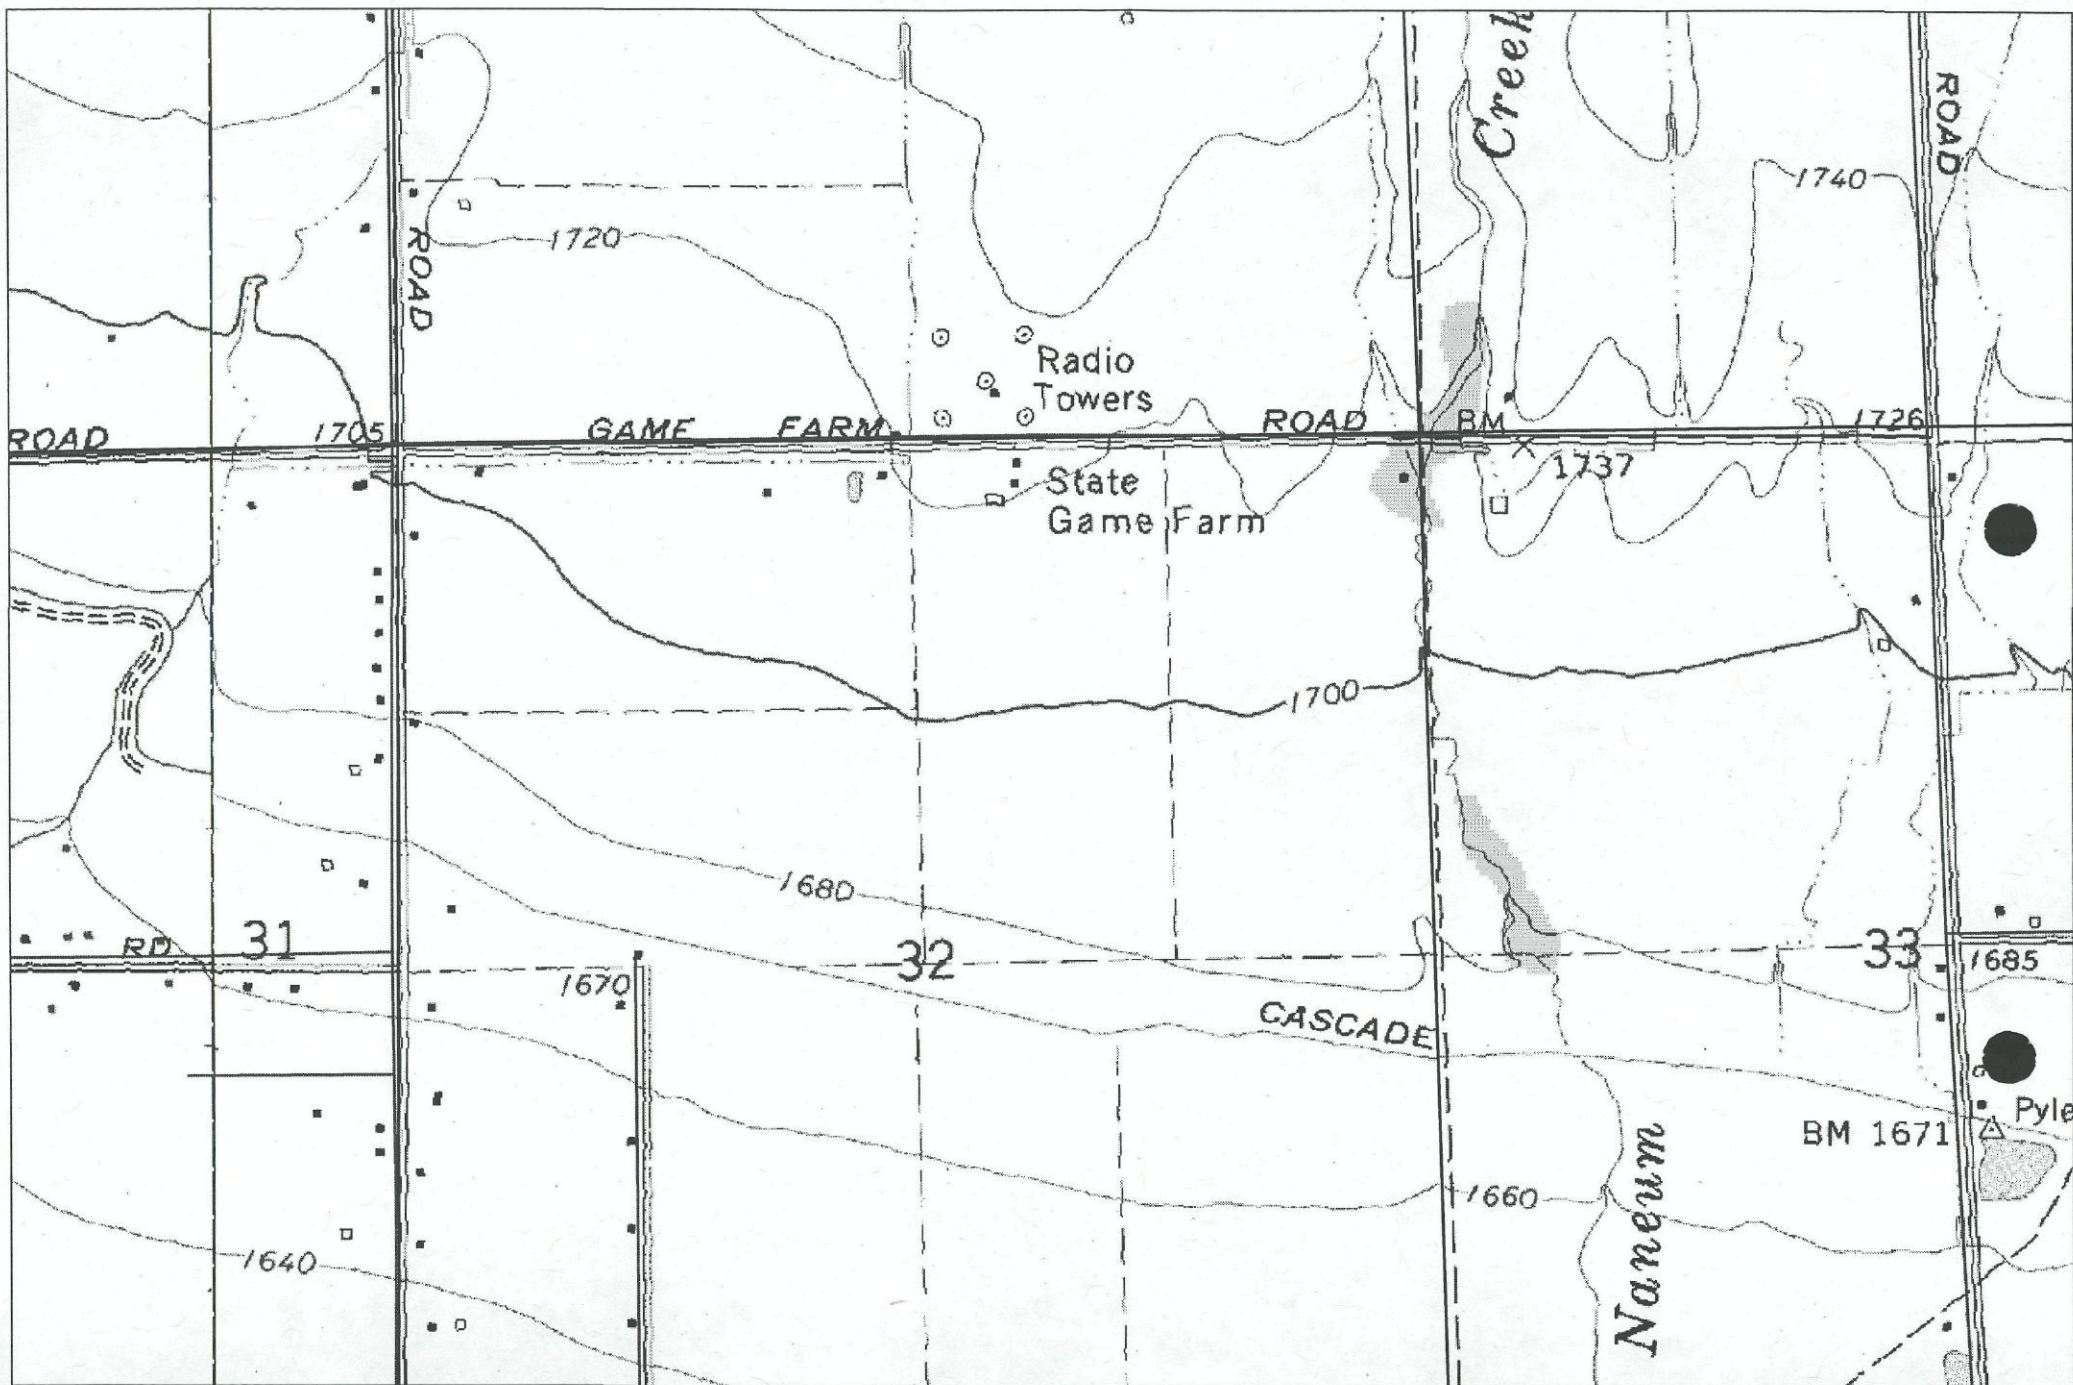 Creek
ROAD
1740
1720
ROAD
Radio
Towers
ROAD
1705
GAME FARM
ROAD
BM
1726
1737
State
Game Farm
1700
1680
RD
31
32
33
1685
1670
CASCADE
Pyle
BM 1671
1660
Naneum
1640